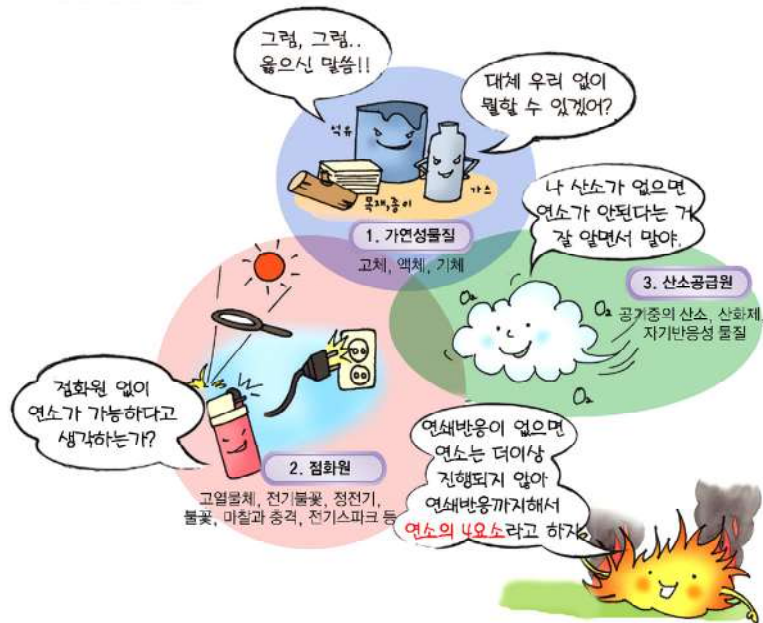 그럼, 그럼..
옳으신 말씀!!
대체 우리 없이
뭘할 수 있겠어?
석유
가스
목재,종이
1. 가연성물질
고체, 액체, 기체
나 산소가 없으면
연소가 안된다는 거
잘 알면서 말야.
3. 산소공급원
공기중의 산소, 산화제,
자기반응성 물질
O₂
O₂
O₂
점화원 없이
연소가 가능하다고
생각하는가?
2. 점화원
고열물체, 전기불꽃, 정전기,
불꽃, 마찰과 충격, 전기스파크 등
연쇄반응이 없으면
연소는 더이상
진행되지 않아
연쇄반응까지해서
연소의 4요소라고 하지.